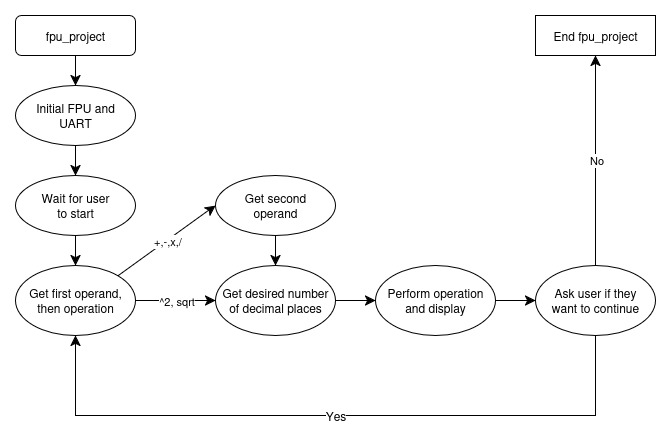 fpu_project
End fpu_project
Initial FPU and
UART
No
Wait for user
to start
Get second
operand
+,-,x,/
Get first operand,
then operation
^2, sqrt
Get desired number
of decimal places
Perform operation
and display
Ask user if they
want to continue
Yes